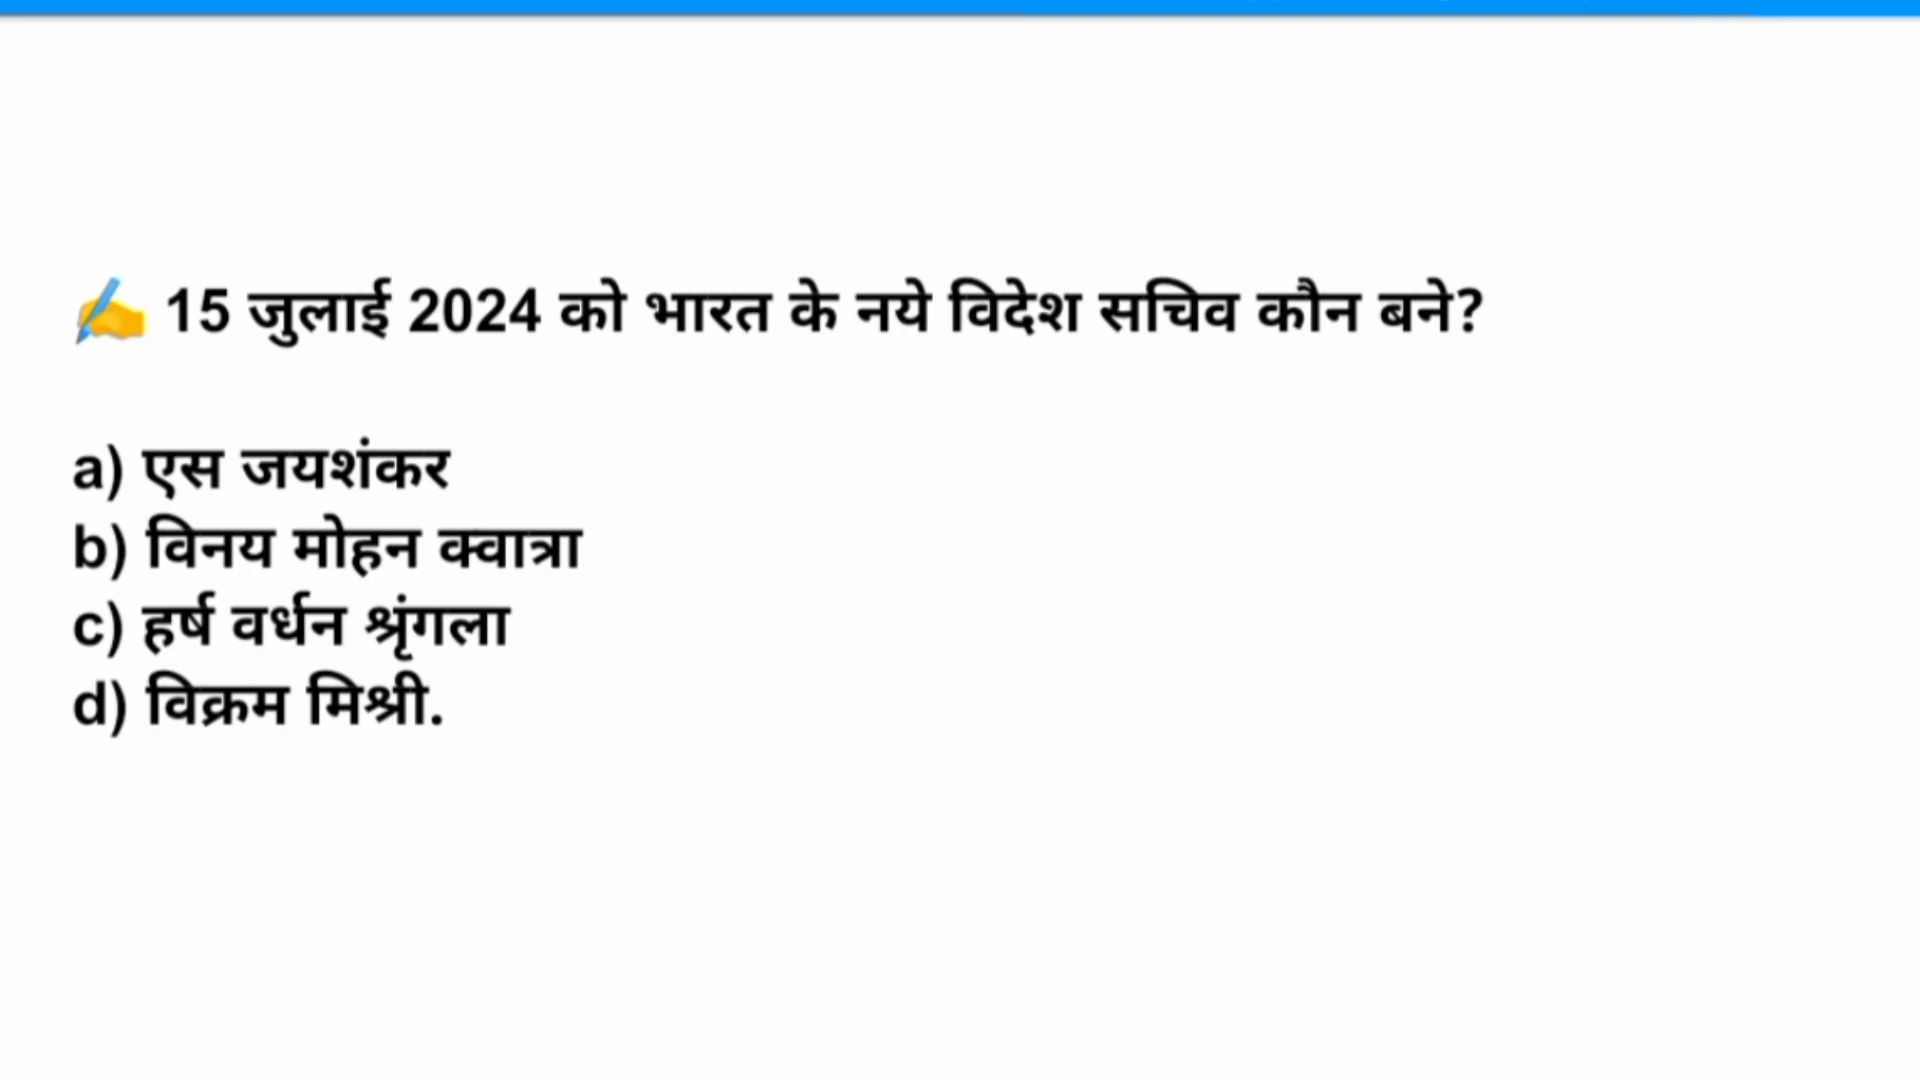 ✍️ 15 जुलाई 2024 को भारत के नये विदेश सचिव कौन बने?
a) एस जयशंकर
b) विनय मोहन क्वात्रा
c) हर्ष वर्धन श्रृंगला
d) विक्रम मिश्री.